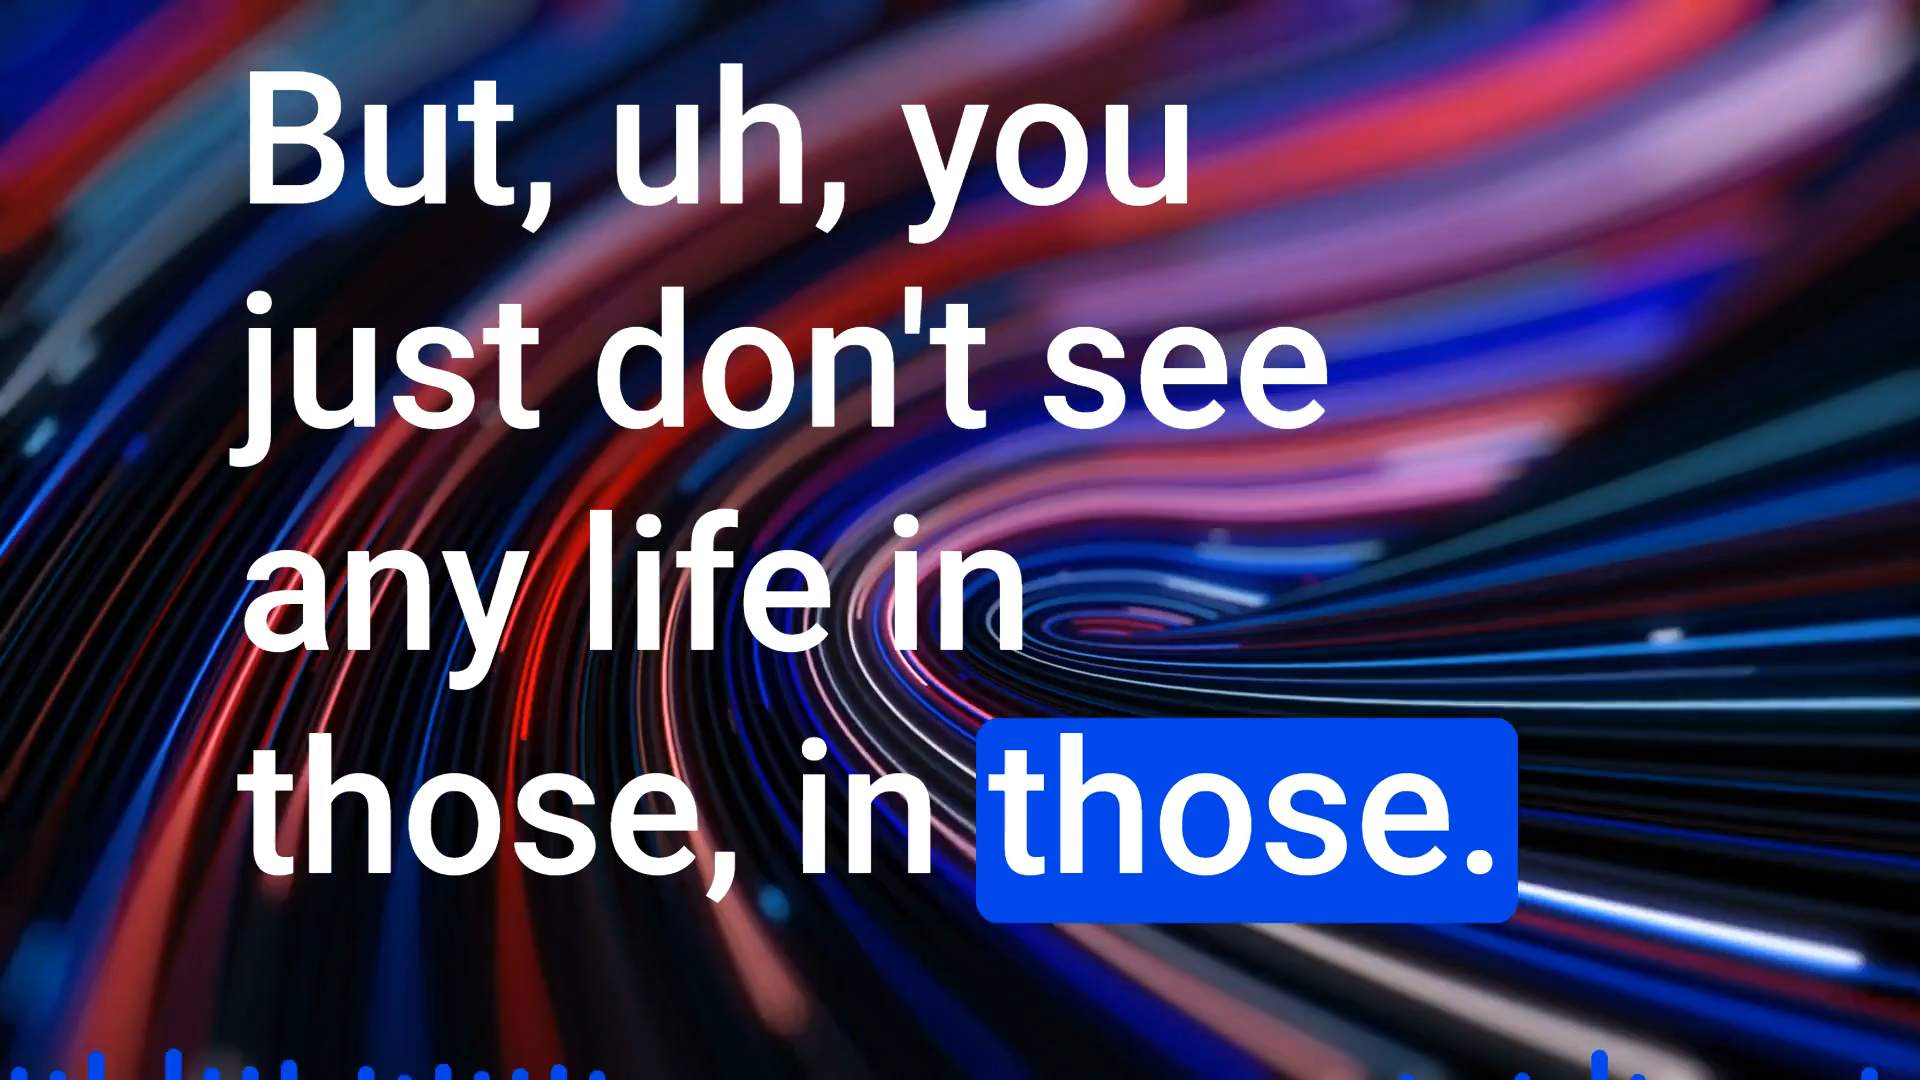 But, uh, you
just don't see
any life in
those, in those.